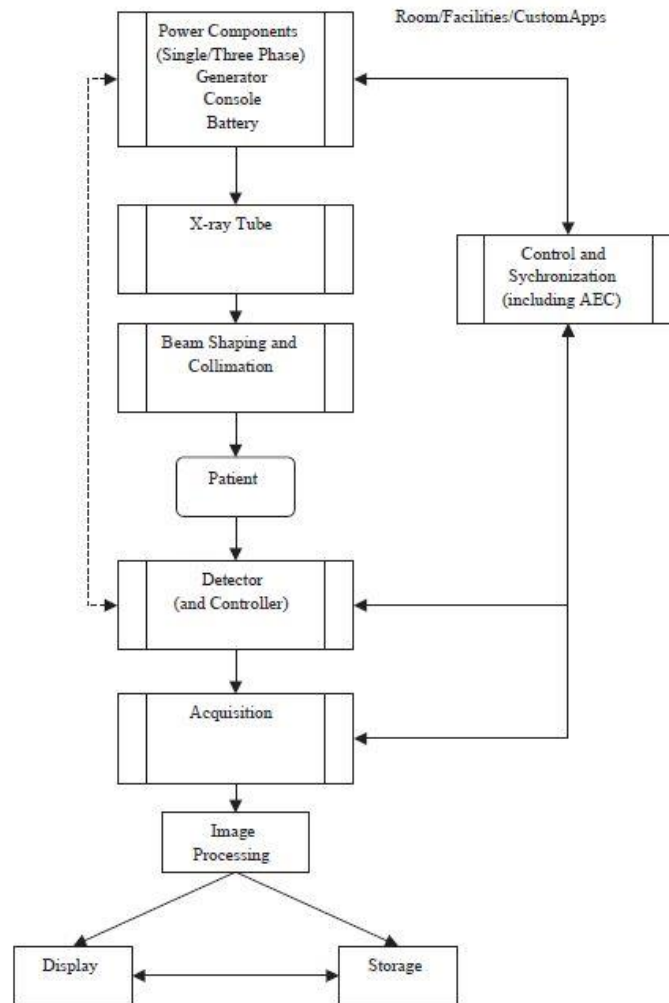 Room/Facilities/CustomApps
Power Components
(Single/Three Phase)
Generator
Console
Battery
X-ray Tube
Control and
Sychronization
(including AEC)
Beam Shaping and
Collimation
Patient
Detector
(and Controller)
Acquisition
Image
Processing
Display
Storage